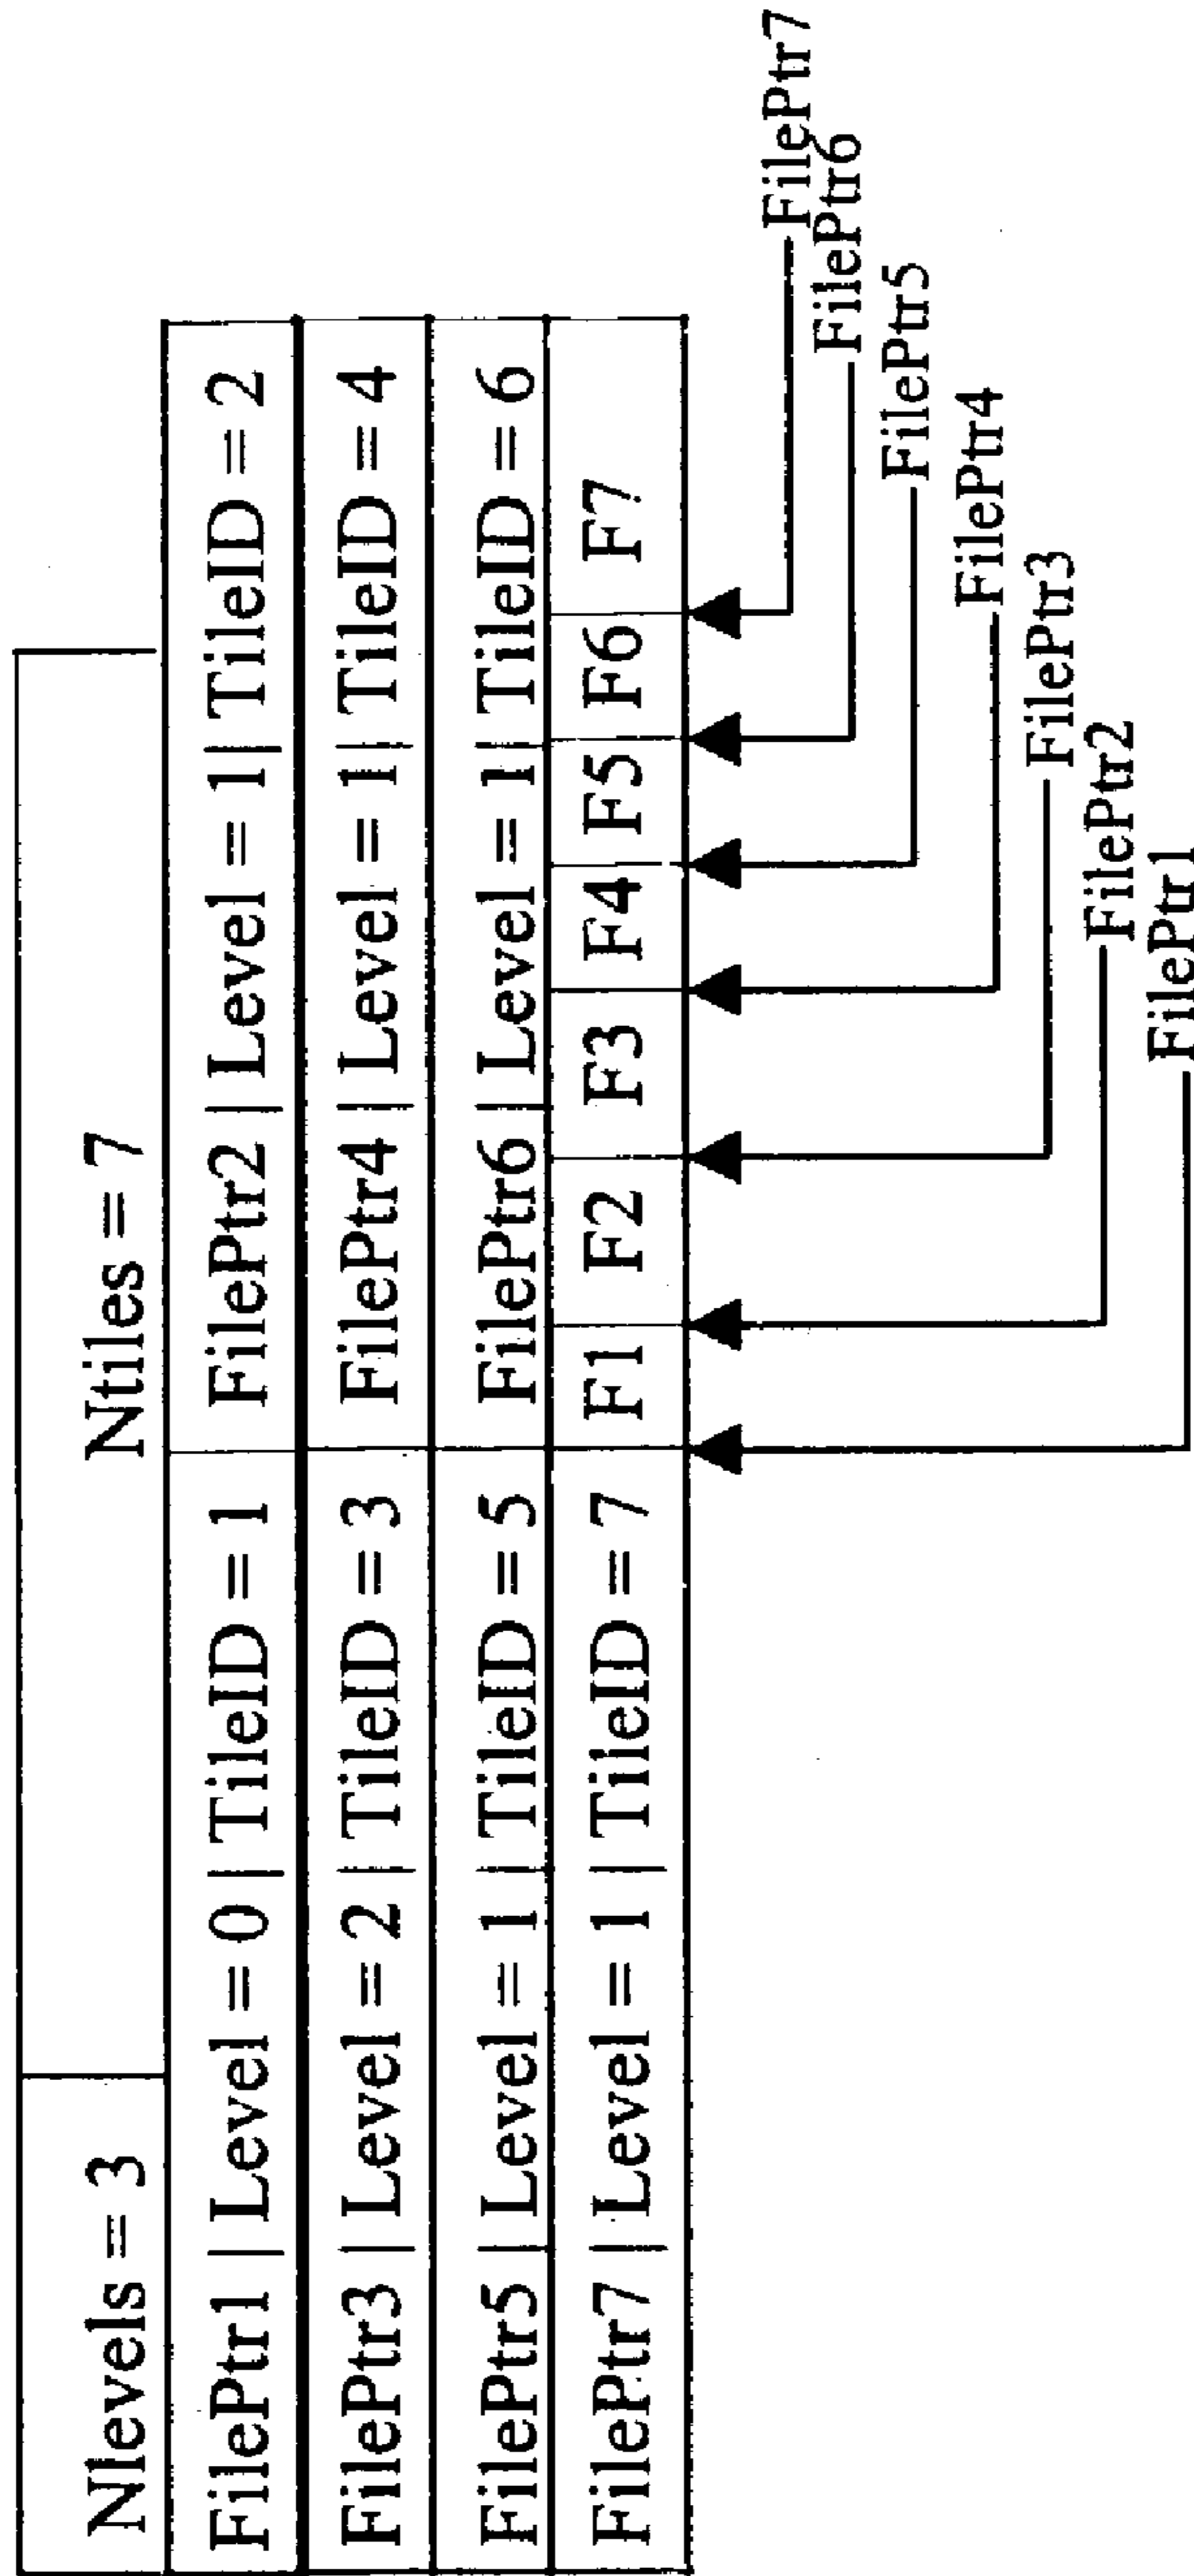 Nlevels = 3 Ntiles = 7
FilePtr1 | Level = 0 | TileID = 1 FilePtr2 | Level = 1 | TileID = 2
FilePtr3 | Level = 2 | TileID = 3 FilePtr4 | Level = 1 | TileID = 4
FilePtr5 | Level = 1 | TileID = 5 FilePtr6 | Level = 1 | TileID = 6
FilePtr7 | Level = 1 | TileID = 7 F1 F2 F3 F4 F5 F6 F7
FilePtr7
FilePtr6
FilePtr5
FilePtr4
FilePtr3
FilePtr2
FilePtr1